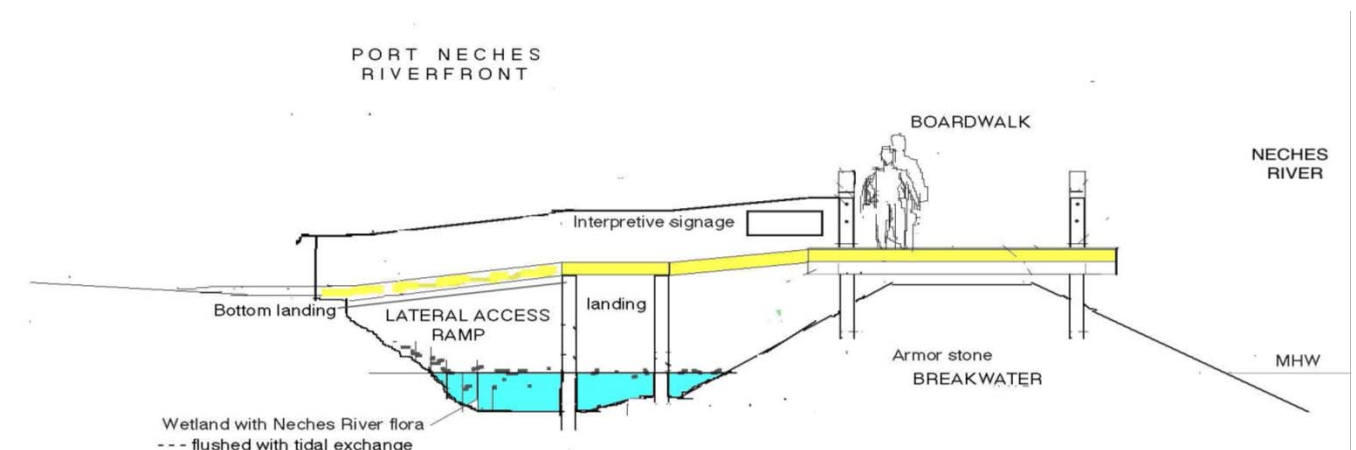 PORT NECHES
RIVERFRONT
BOARDWALK
NECHES
RIVER
Interpretive signage
Bottom landing
LATERAL ACCESS
RAMP
landing
Armor stone
BREAKWATER
MHW
Wetland with Neches River flora
--- flushed with tidal exchange